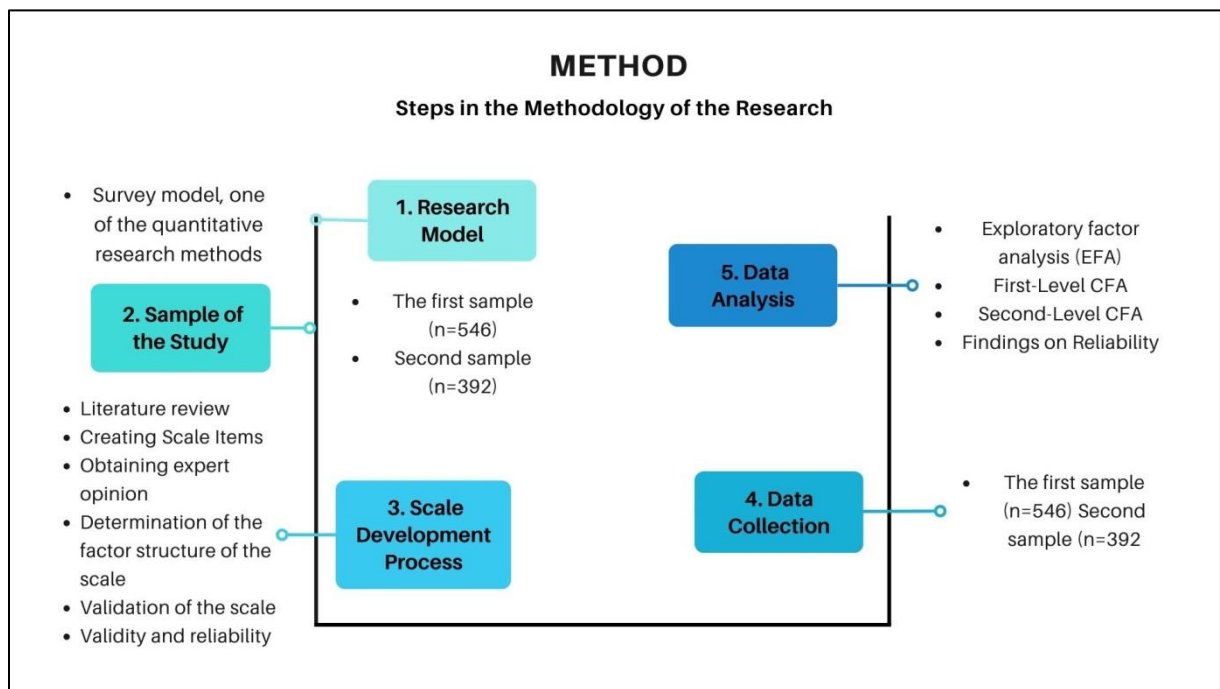 METHOD
Steps in the Methodology of the Research
• Survey model, one
of the quantitative
research methods
1. Research
Model
2. Sample of
the Study
• The first sample
(n=546)
• Second sample
(n=392)
• Literature review
• Creating Scale Items
• Obtaining expert
opinion
• Determination of the
factor structure of the
scale
• Validation of the scale
• Validity and reliability
3. Scale
Development
Process
4. Data
Collection
• The first sample
(n=546) Second
sample (n=392
5. Data
Analysis
• Exploratory factor
analysis (EFA)
• First-Level CFA
• Second-Level CFA
• Findings on Reliability